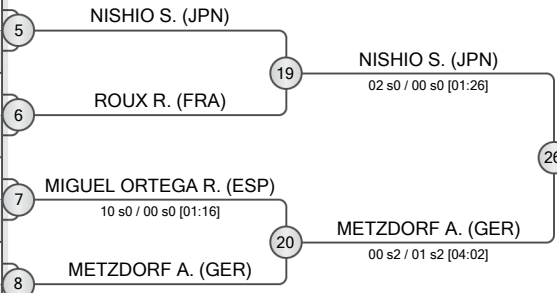 NISHIO S. (JPN)
5
19
NISHIO S. (JPN)
02 s0 / 00 s0 [01:26]
ROUX R. (FRA)
6
26
MIGUEL ORTEGA R. (ESP)
7
10 s0 / 00 s0 [01:16]
20
METZDORF A. (GER)
00 s2 / 01 s2 [04:02]
METZDORF A. (GER)
8